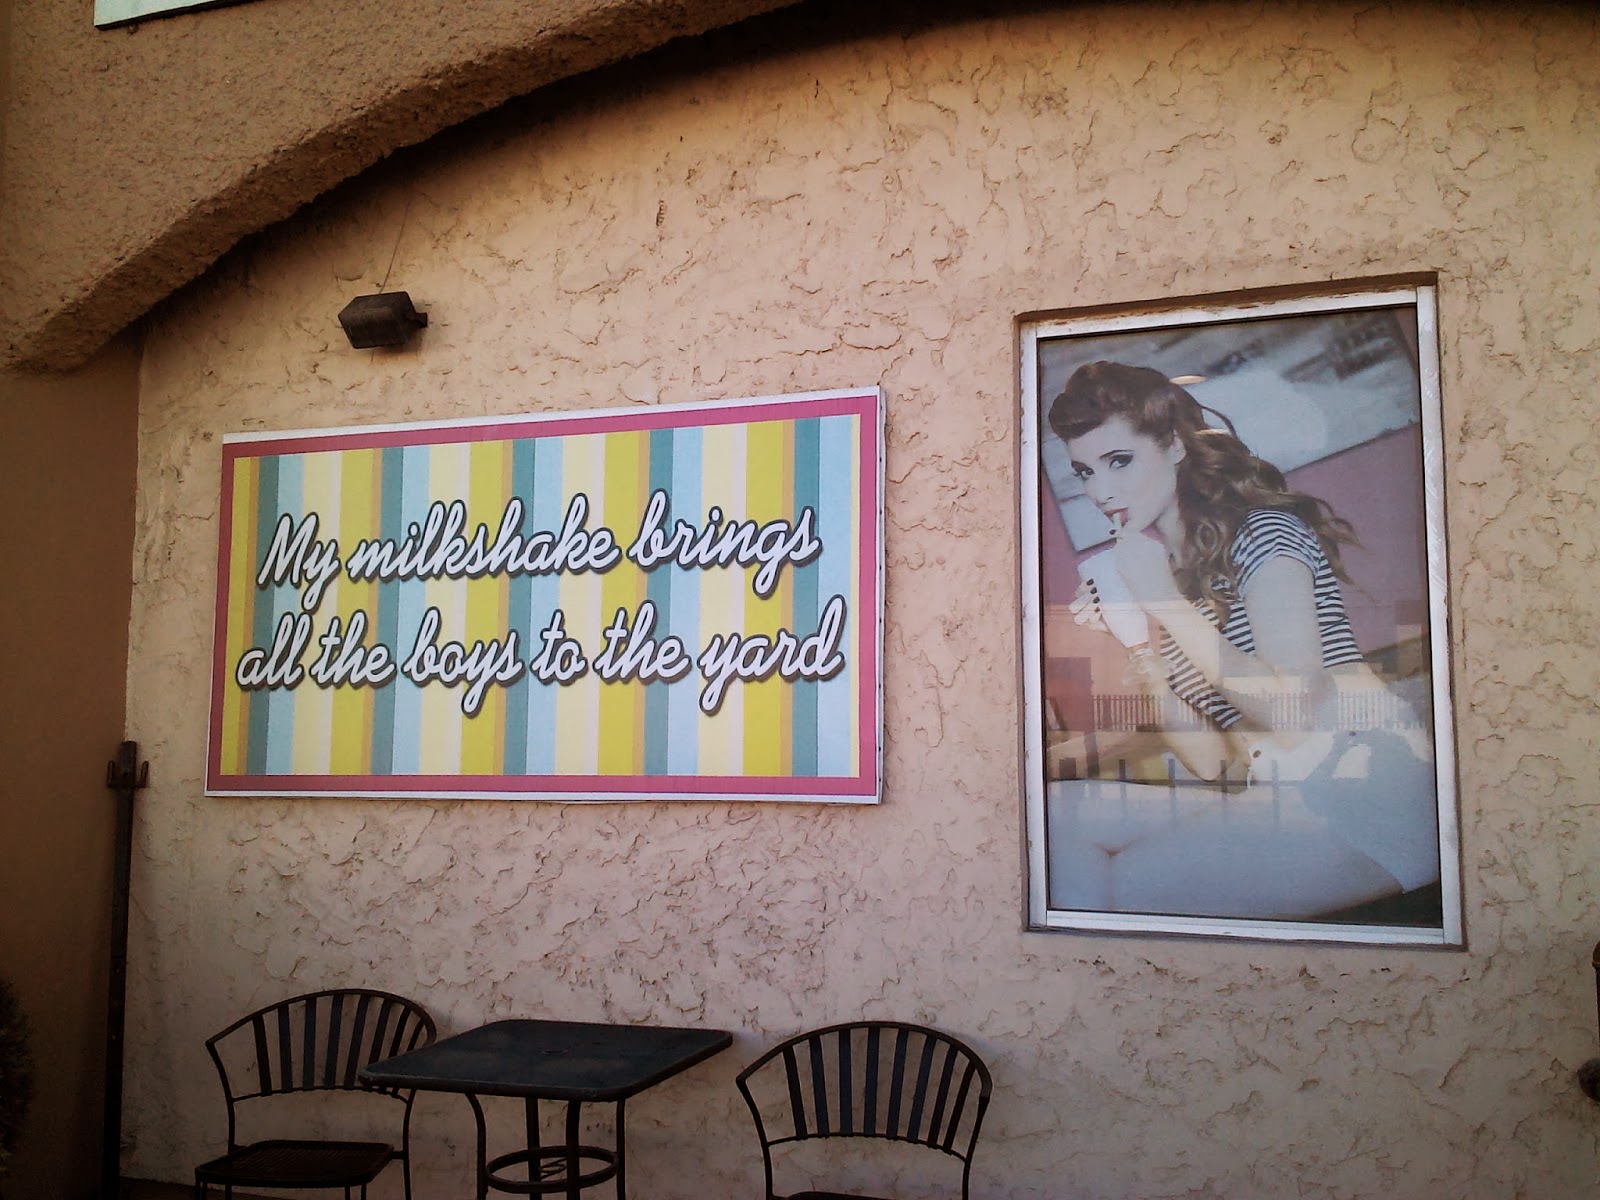 My milkshake brings
all the boys to the yard